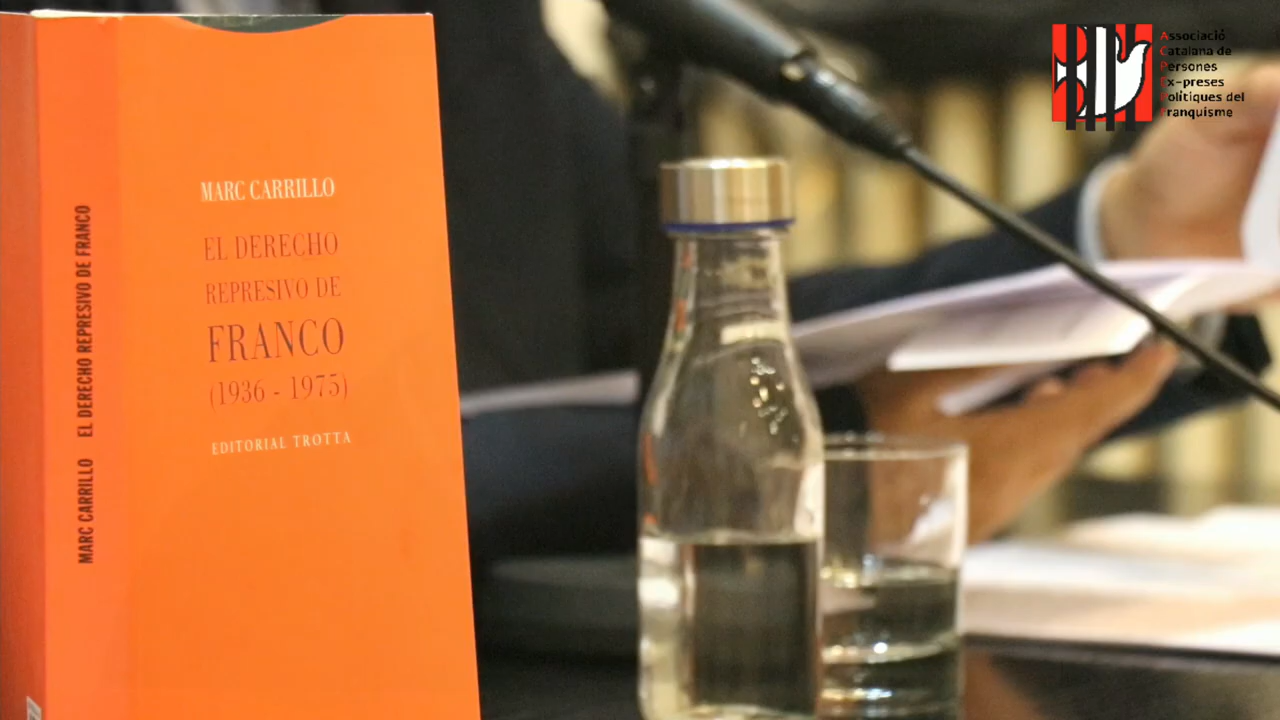 MARC CARRILLO
EL DERECHO
REPRESIVO DE
FRANCO
(1936 - 1975)
EDITORIAL TROTTA
MARC CARRILLO EL DERECHO REPRESIVO DE FRANCO
Associació
Catalana de
Persones
Ex-preses
Polítiques del
Franquisme